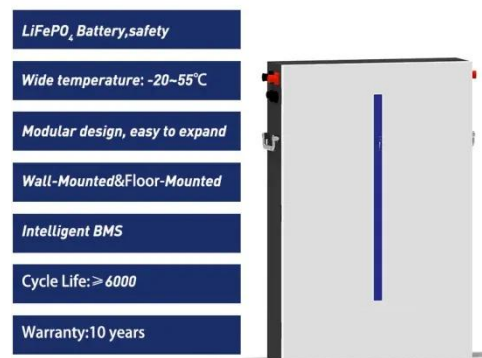 LiFePO₄ Battery,safety
Wide temperature: -20~55℃
Modular design, easy to expand
Wall-Mounted&Floor-Mounted
Intelligent BMS
Cycle Life:≥6000
Warranty:10 years